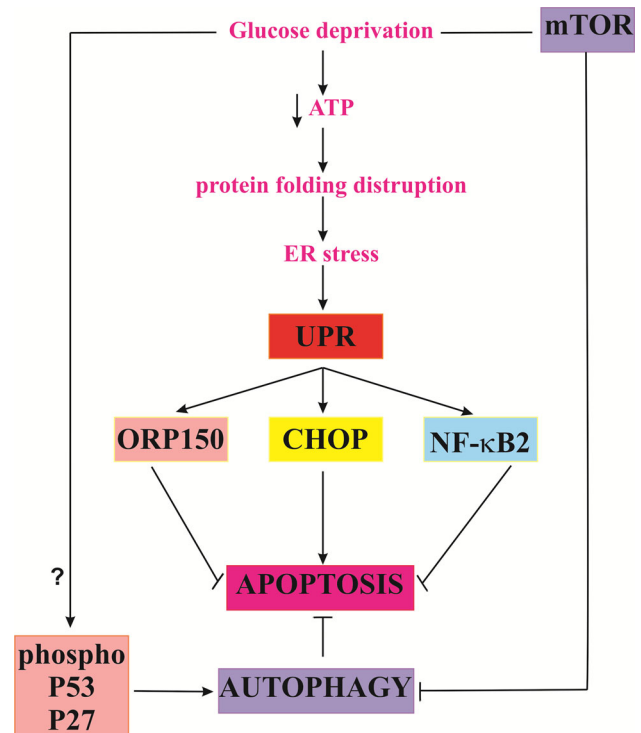 Glucose deprivation
mTOR
ATP
protein folding distruption
ER stress
UPR
ORP150
CHOP
NF-κB2
?
APOPTOSIS
phospho
P53
P27
AUTOPHAGY